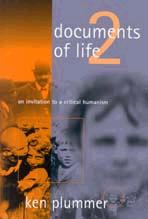 documents
of life
2
an invitation to a critical humanism
ken plummer